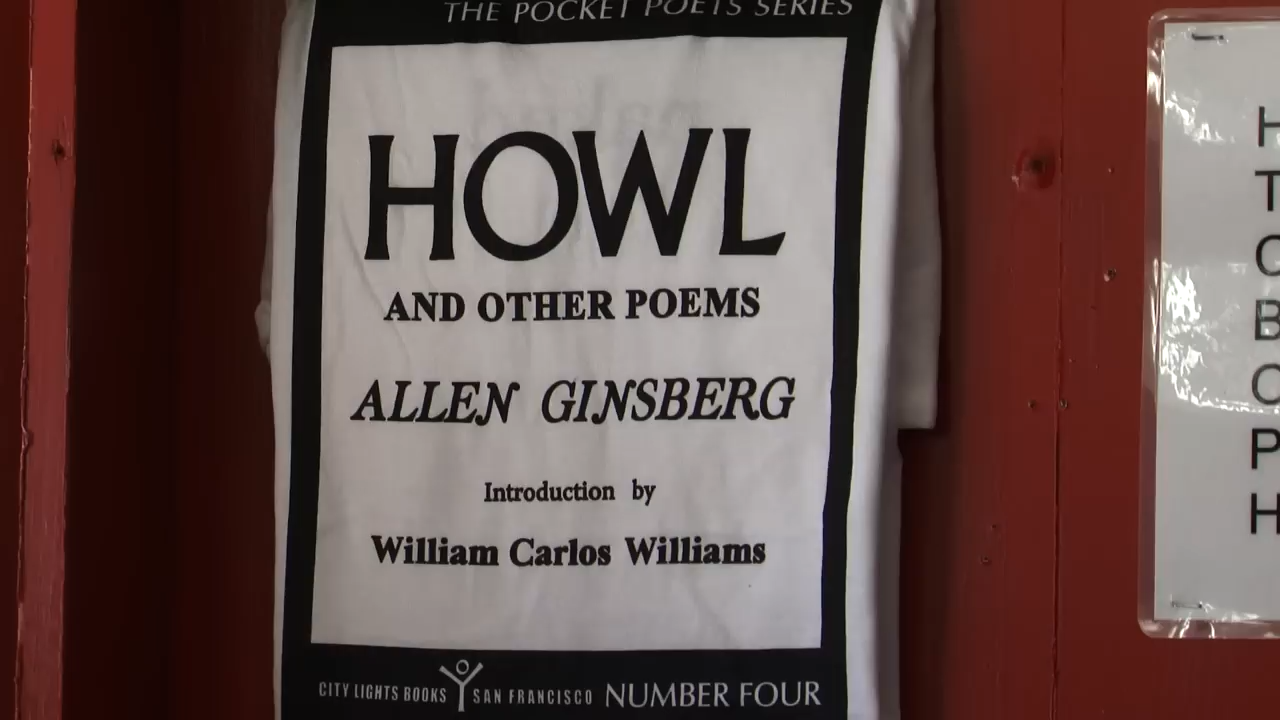 THE POCKET POETS SERIES
HOWL
AND OTHER POEMS
ALLEN GINSBERG
Introduction by
William Carlos Williams
CITY LIGHTS BOOKS SAN FRANCISCO NUMBER FOUR
H
T
B
P
H